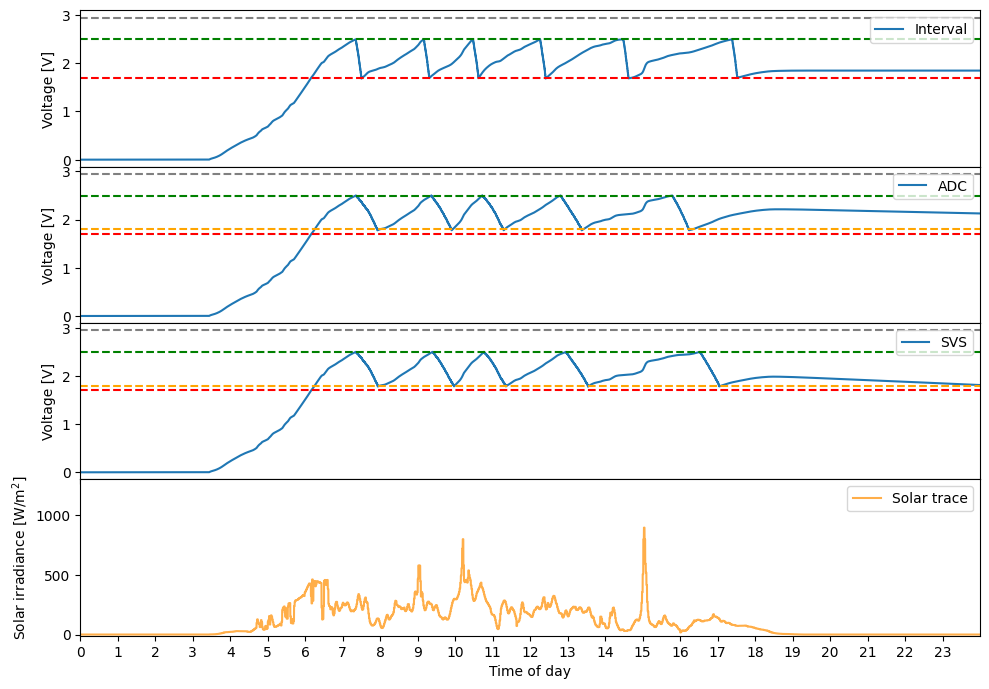 3
2
1
0
Voltage [V]
Interval
3
2
1
0
Voltage [V]
ADC
3
2
1
0
Voltage [V]
SVS
1000
500
0
Solar irradiance [W/m²]
Solar trace
0 1 2 3 4 5 6 7 8 9 10 11 12 13 14 15 16 17 18 19 20 21 22 23
Time of day